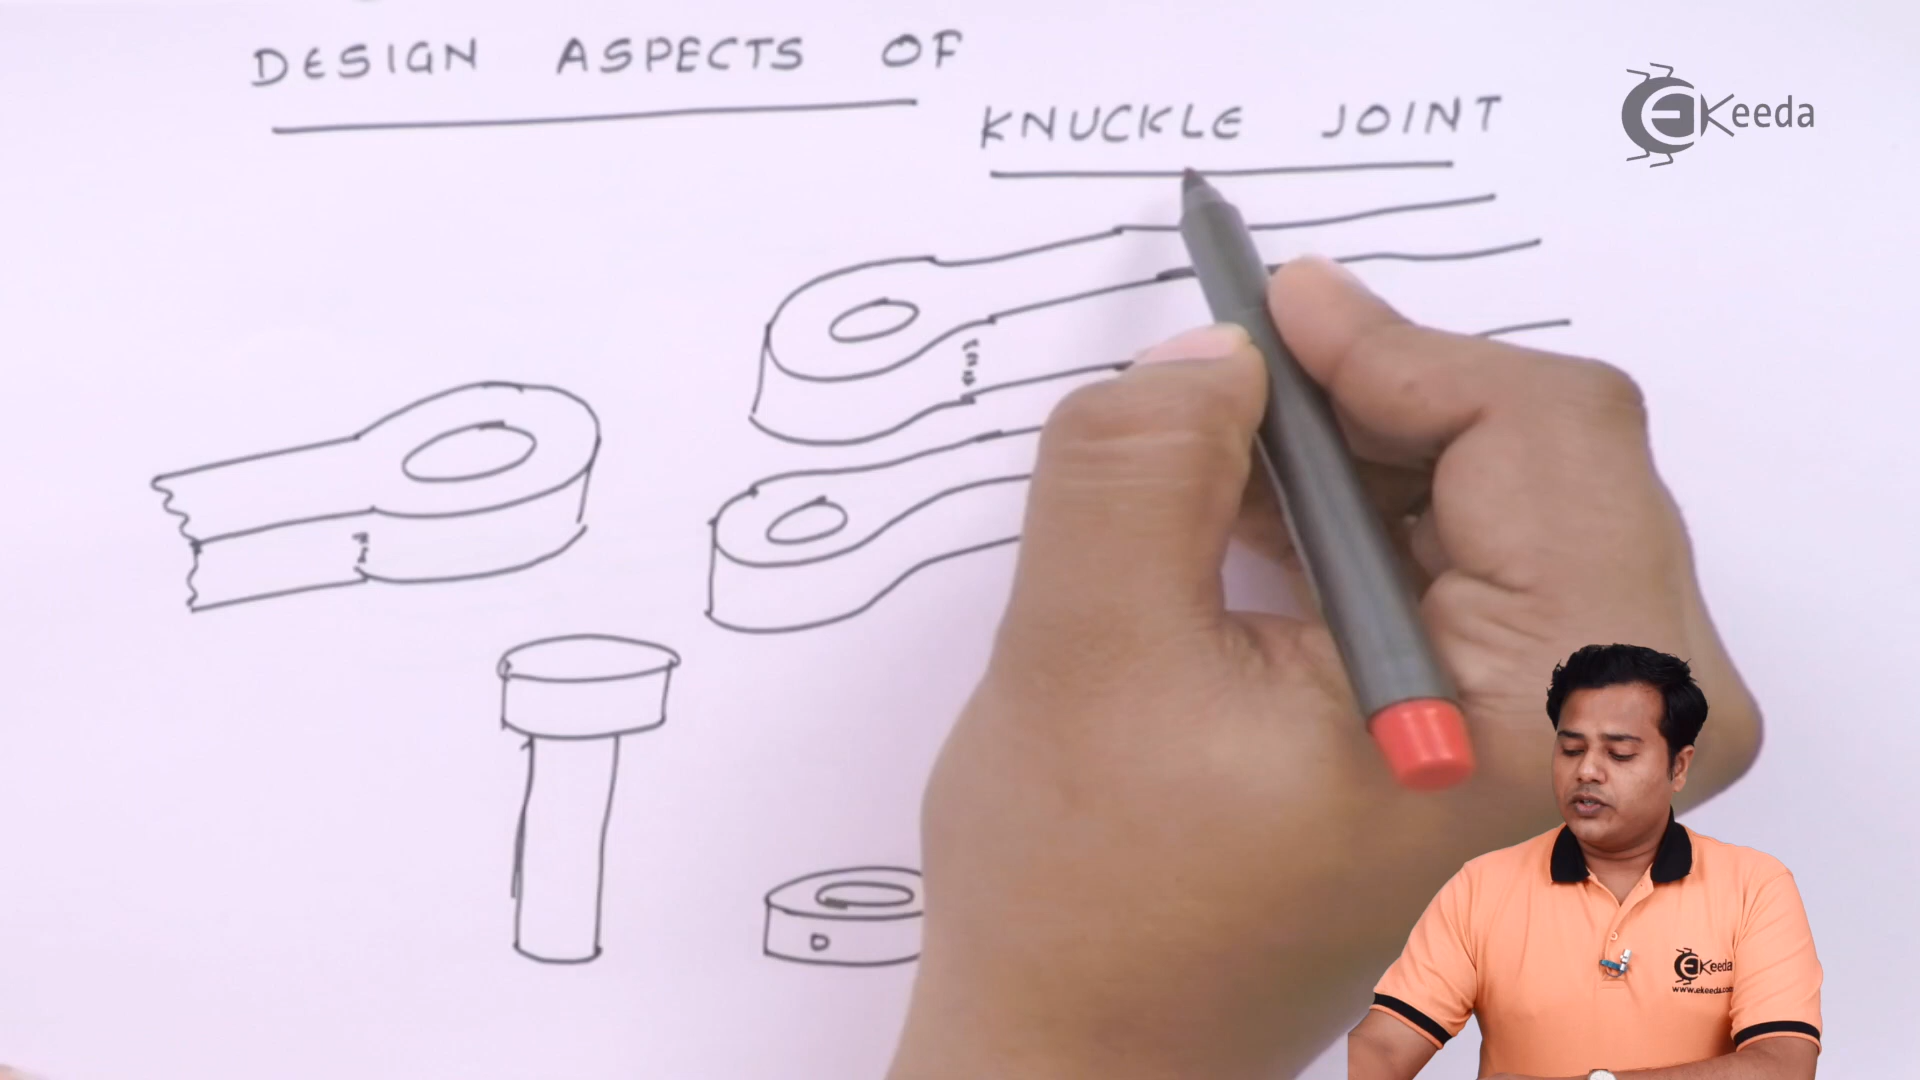 DESIGN ASPECTS OF
KNUCKLE JOINT
EKeeda
EKeeda
www.ekeeda.com